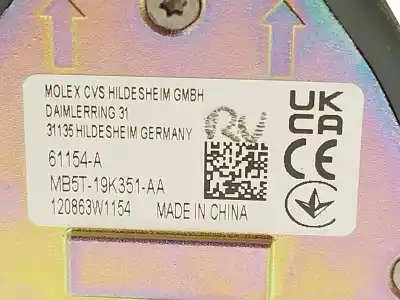 MOLEX CVS HILDESHEIM GMBH
DAIMLERRING 31
31135 HILDESHEIM GERMANY
61154-A
MB5T-19K351-AA
120863W1154 MADE IN CHINA
UK
CA
CE